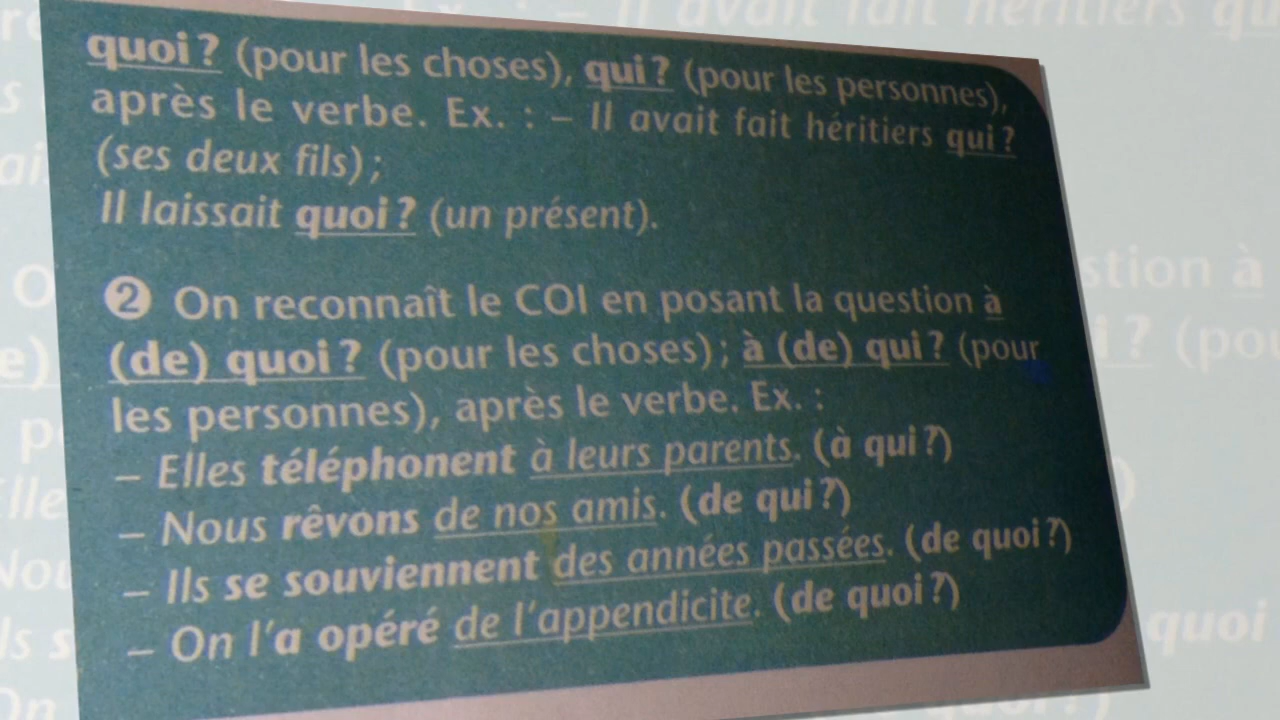 quoi ? (pour les choses), qui ? (pour les personnes),
après le verbe. Ex. : – Il avait fait héritiers qui ?
(ses deux fils) ;
Il laissait quoi ? (un présent).
2 On reconnaît le COI en posant la question à
(de) quoi ? (pour les choses) ; à (de) qui ? (pour
les personnes), après le verbe. Ex. :
– Elles téléphonent à leurs parents. (à qui ?)
– Nous rêvons de nos amis. (de qui ?)
– Ils se souviennent des années passées. (de quoi ?)
– On l'a opéré de l'appendicite. (de quoi ?)